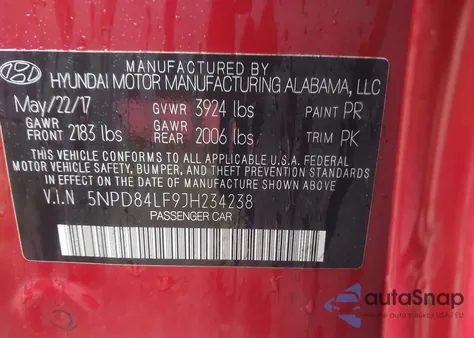 MANUFACTURED BY
HYUNDAI MOTOR MANUFACTURING ALABAMA, LLC
May/22/17 GVWR 3924 lbs PAINT PR
GAWR FRONT 2183 lbs GAWR REAR 2006 lbs TRIM PK
THIS VEHICLE CONFORMS TO ALL APPLICABLE U.S.A. FEDERAL
MOTOR VEHICLE SAFETY, BUMPER, AND THEFT PREVENTION STANDARDS
IN EFFECT ON THE DATE OF MANUFACTURE SHOWN ABOVE.
V.I.N 5NPD84LF9JH234238
PASSENGER CAR
autoSnap